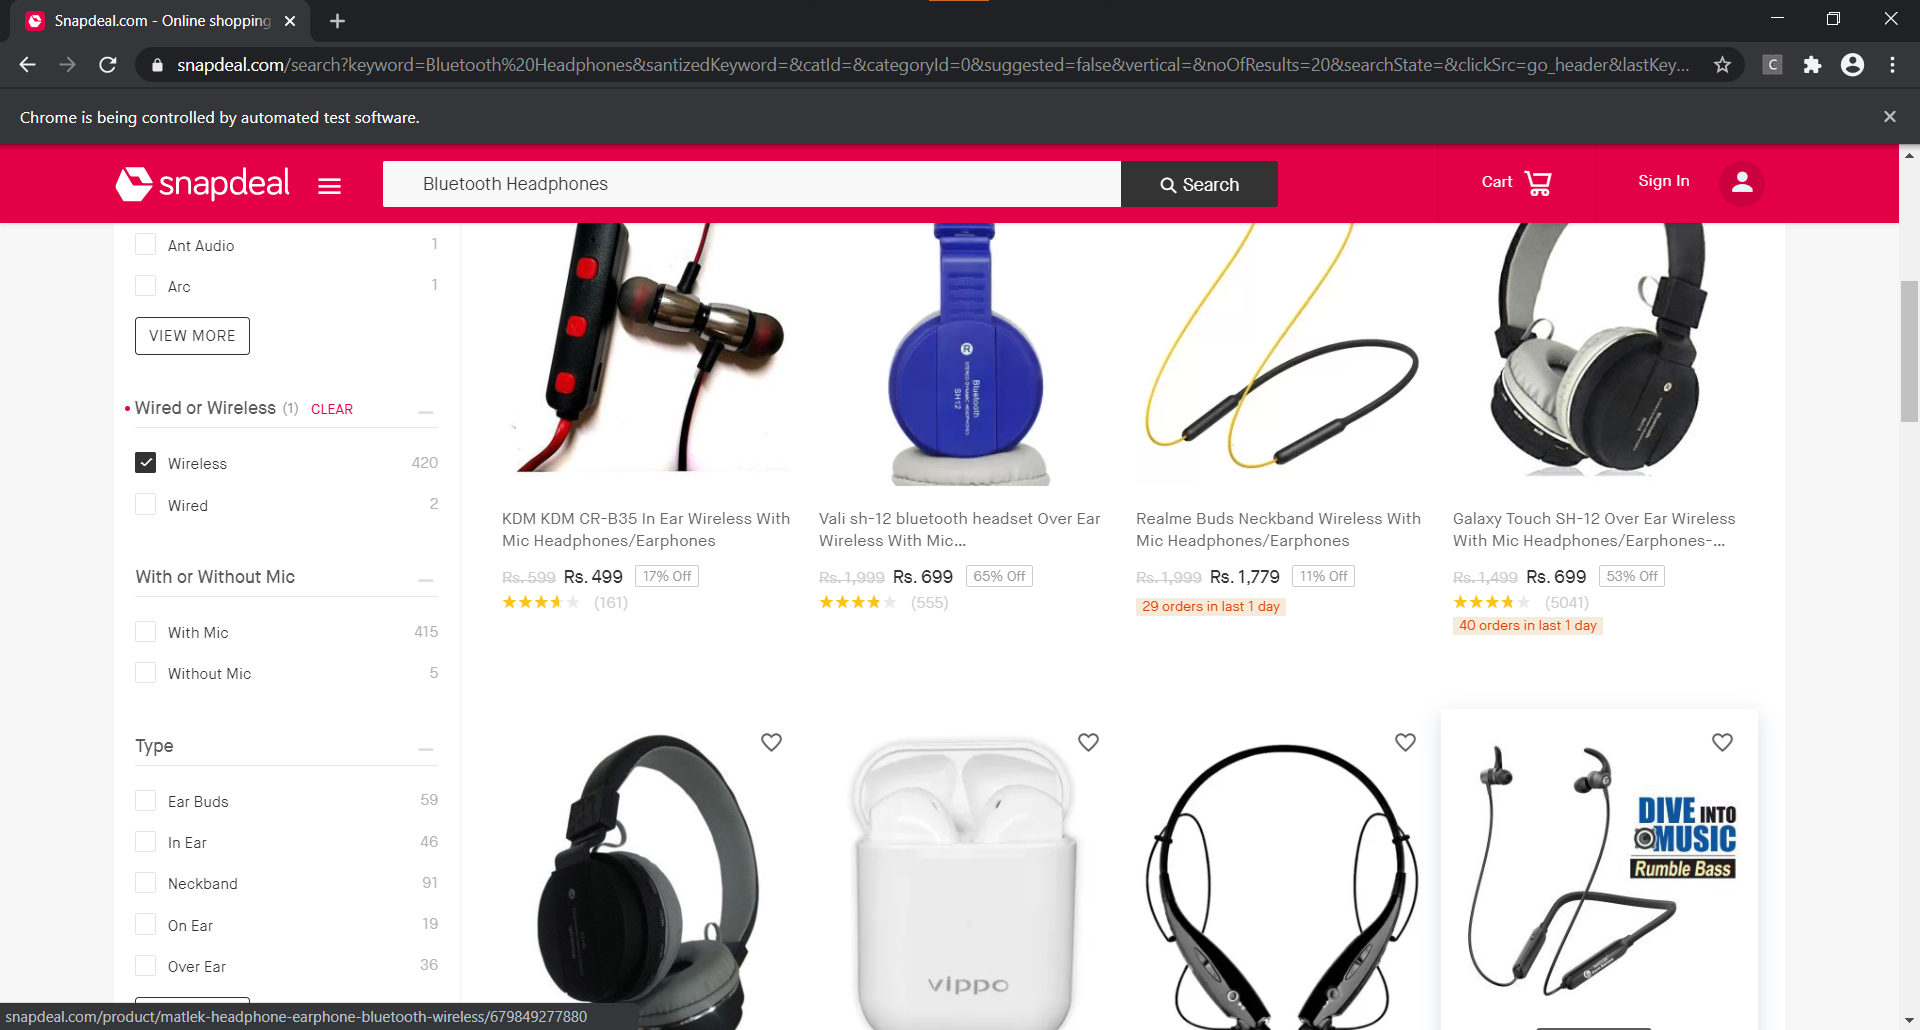 Snapdeal.com - Online shopping
snapdeal.com/search?keyword=Bluetooth%20Headphones&santizedKeyword=&catId=&categoryId=0&suggested=false&vertical=&noOfResults=20&searchState=&clickSrc=go_header&lastKey...
C
Chrome is being controlled by automated test software.
snapdeal
Bluetooth Headphones
Search
Cart
Sign In
Ant Audio 1
Arc 1
VIEW MORE
Wired or Wireless (1) CLEAR
Wireless 420
Wired 2
With or Without Mic
With Mic 415
Without Mic 5
Type
Ear Buds 59
In Ear 46
Neckband 91
On Ear 19
Over Ear 36
R
Bluetooth
SH12
KDM KDM CR-B35 In Ear Wireless With
Mic Headphones/Earphones
Rs. 599 Rs. 499 17% Off
(161)
Vali sh-12 bluetooth headset Over Ear
Wireless With Mic...
Rs. 1,999 Rs. 699 65% Off
(555)
Realme Buds Neckband Wireless With
Mic Headphones/Earphones
Rs. 1,999 Rs. 1,779 11% Off
29 orders in last 1 day
Galaxy Touch SH-12 Over Ear Wireless
With Mic Headphones/Earphones-...
Rs. 1,499 Rs. 699 53% Off
(5041)
40 orders in last 1 day
vippo
DIVE INTO
MUSIC
Rumble Bass
snapdeal.com/product/matlek-headphone-earphone-bluetooth-wireless/679849277880